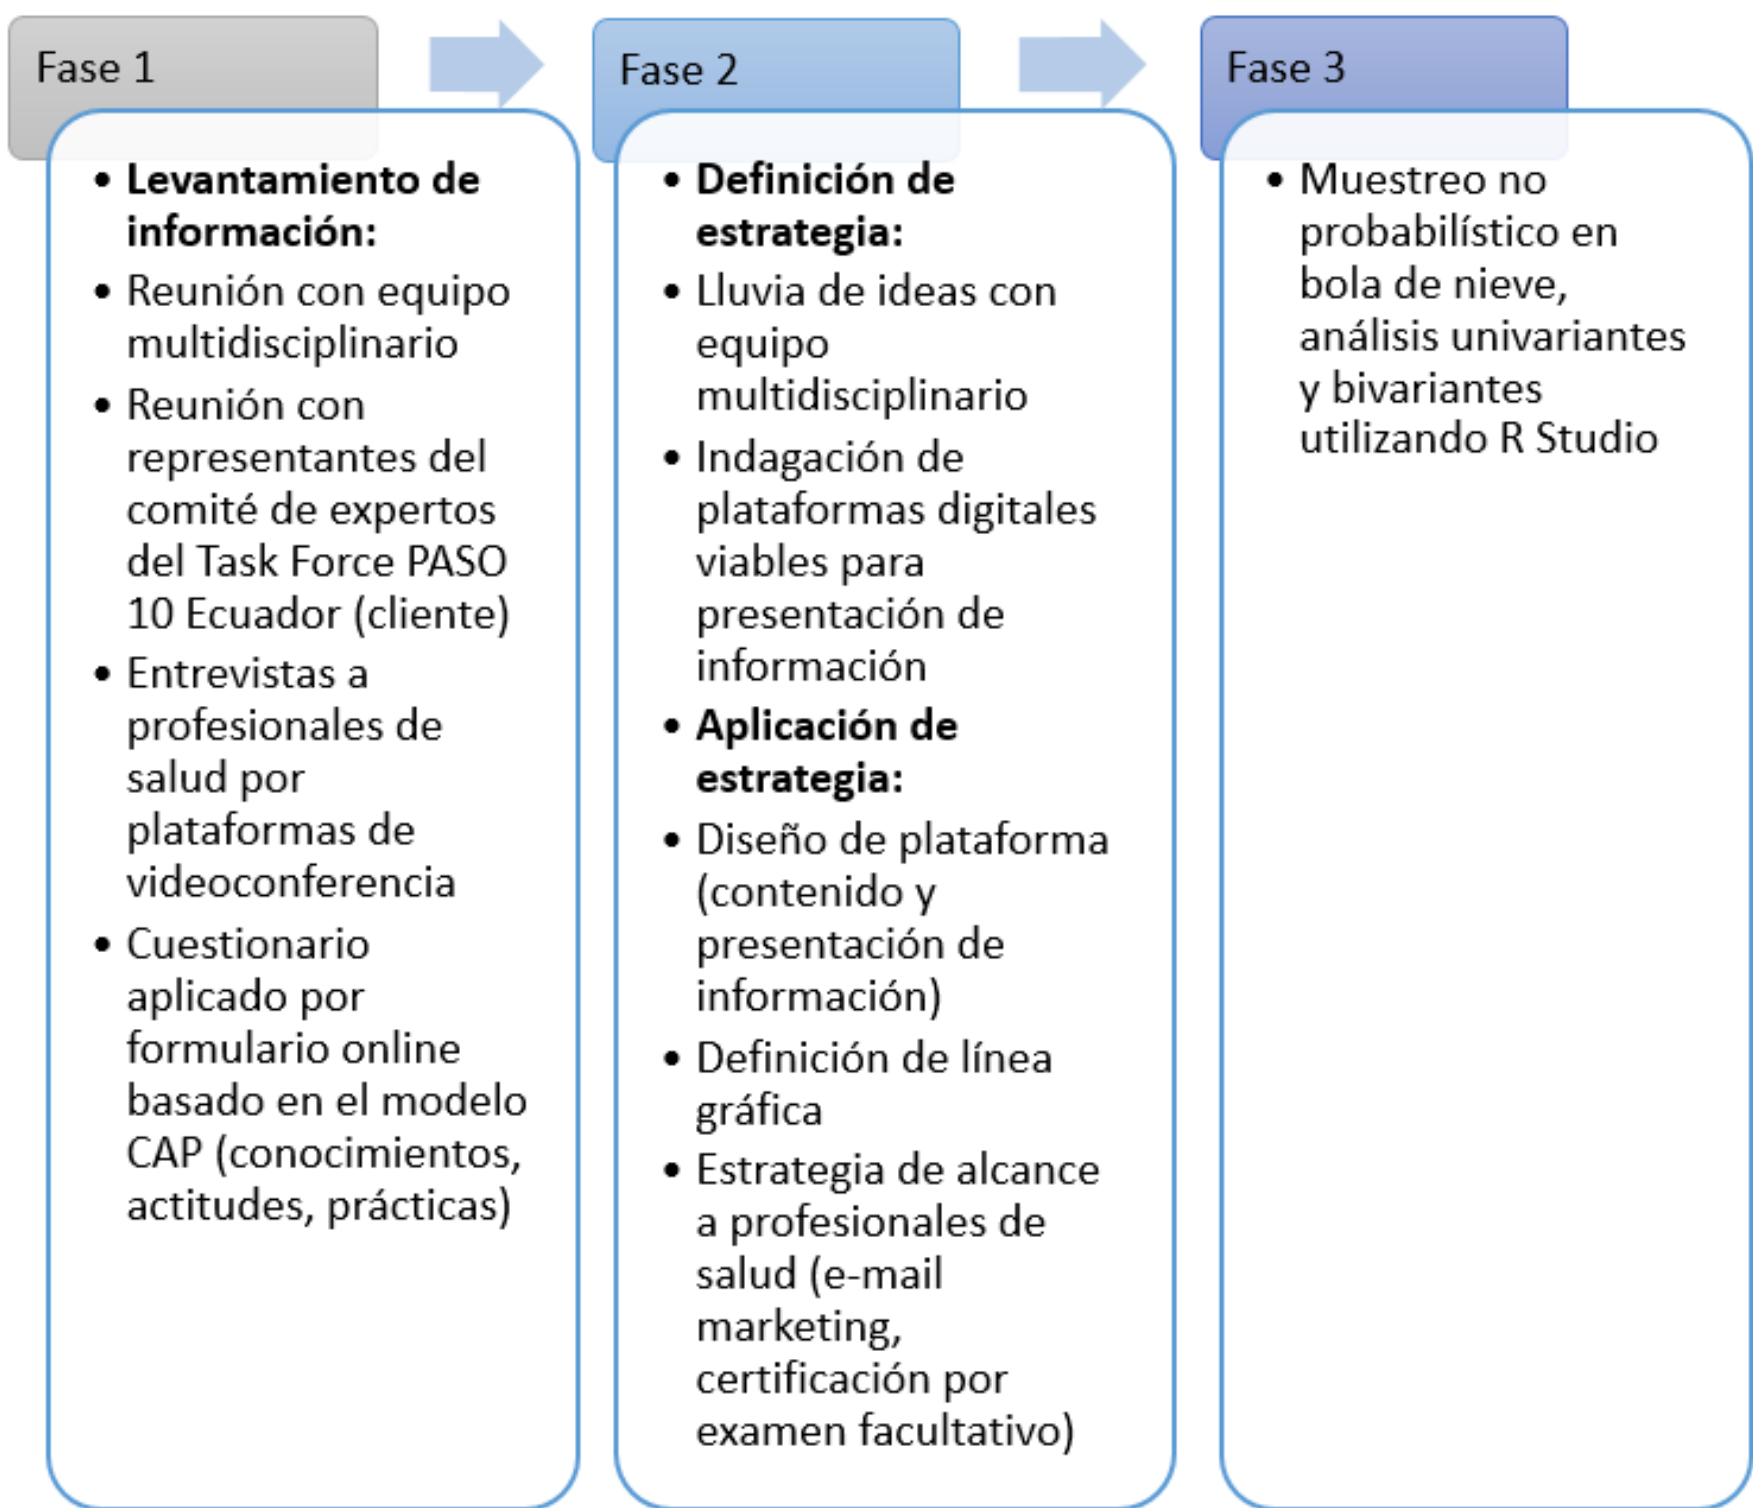 Fase 1
• Levantamiento de
información:
• Reunión con equipo
multidisciplinario
• Reunión con
representantes del
comité de expertos
del Task Force PASO
10 Ecuador (cliente)
• Entrevistas a
profesionales de
salud por
plataformas de
videoconferencia
• Cuestionario
aplicado por
formulario online
basado en el modelo
CAP (conocimientos,
actitudes, prácticas)
Fase 2
• Definición de
estrategia:
• Lluvia de ideas con
equipo
multidisciplinario
• Indagación de
plataformas digitales
viables para
presentación de
información
• Aplicación de
estrategia:
• Diseño de plataforma
(contenido y
presentación de
información)
• Definición de línea
gráfica
• Estrategia de alcance
a profesionales de
salud (e-mail
marketing,
certificación por
examen facultativo)
Fase 3
• Muestreo no
probabilístico en
bola de nieve,
análisis univariantes
y bivariantes
utilizando R Studio